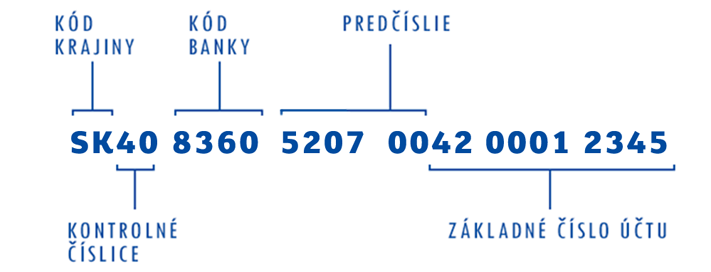 KÓD
KRAJINY
KÓD
BANKY
PREDČÍSLIE
SK40 8360 5207 0042 0001 2345
KONTROLNÉ
ČÍSLICE
ZÁKLADNÉ ČÍSLO ÚČTU